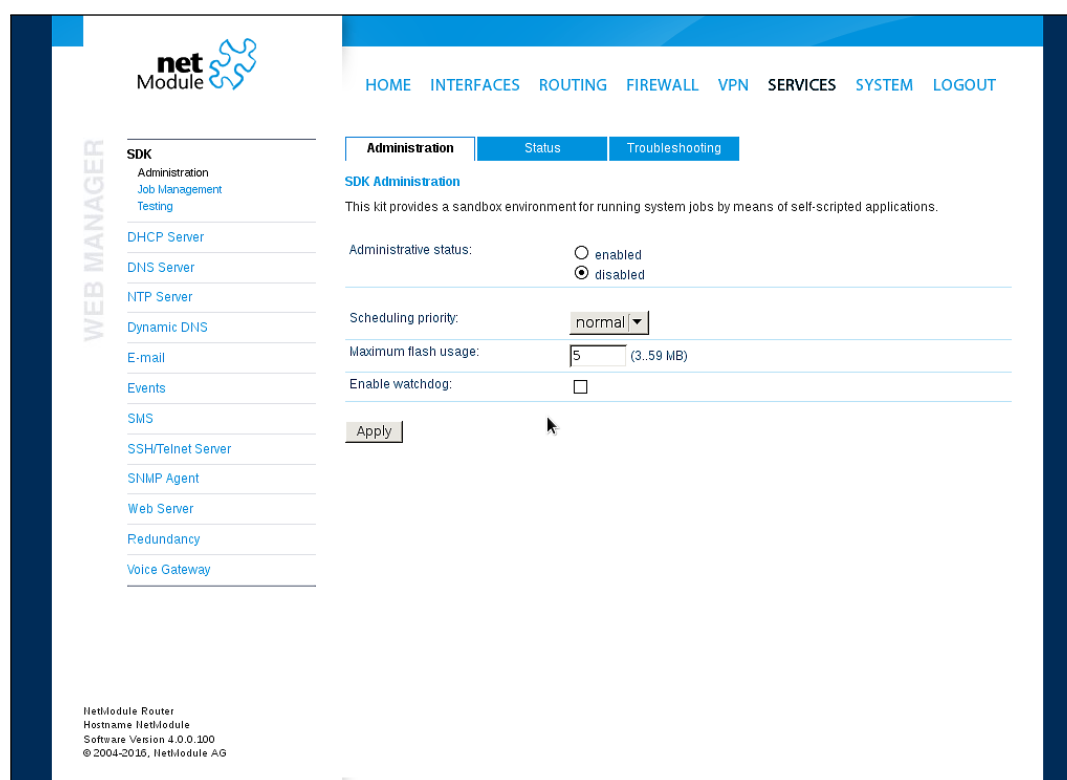 net
Module
HOME INTERFACES ROUTING FIREWALL VPN SERVICES SYSTEM LOGOUT
WEB MANAGER
SDK
Administration
Job Management
Testing
DHCP Server
DNS Server
NTP Server
Dynamic DNS
E-mail
Events
SMS
SSH/Telnet Server
SNMP Agent
Web Server
Redundancy
Voice Gateway
Administration Status Troubleshooting
SDK Administration
This kit provides a sandbox environment for running system jobs by means of self-scripted applications.
Administrative status: enabled
disabled
Scheduling priority: normal
Maximum flash usage: 5 (3..59 MB)
Enable watchdog:
Apply
NetModule Router
Hostname NetModule
Software Version 4.0.0.100
© 2004-2016, NetModule AG